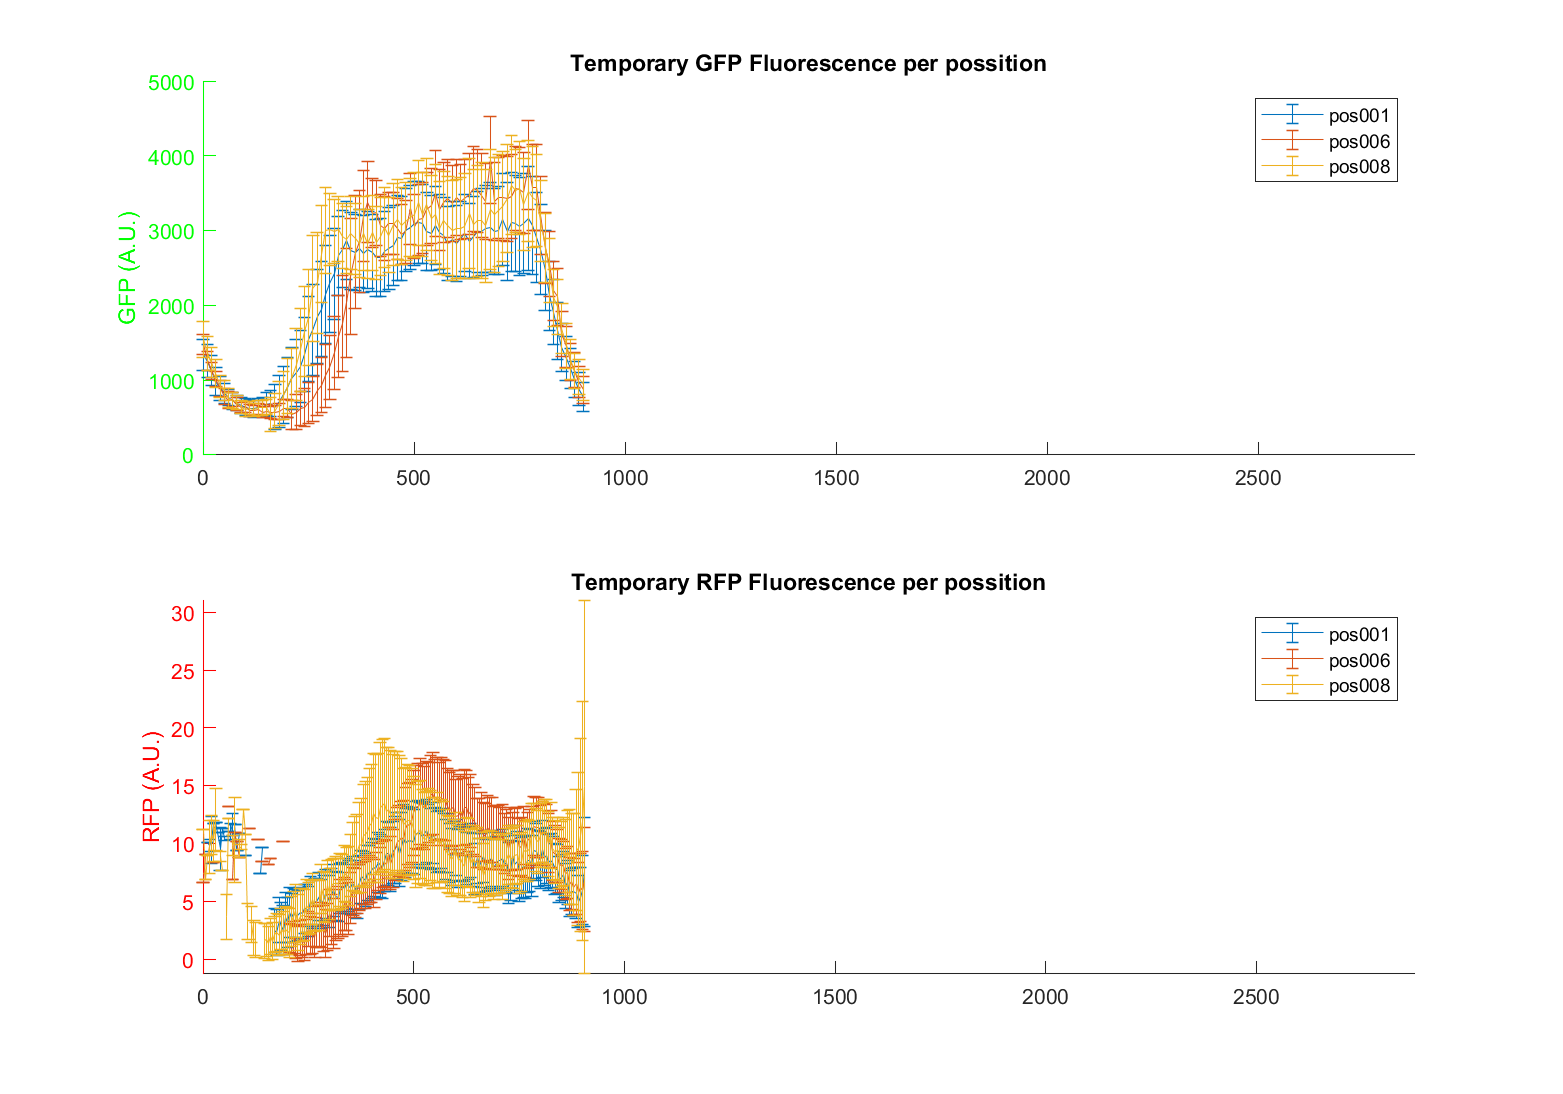 Temporary GFP Fluorescence per possition
5000
4000
3000
2000
1000
0
GFP (A.U.)
pos001
pos006
pos008
0 500 1000 1500 2000 2500
Temporary RFP Fluorescence per possition
30
25
20
15
10
5
0
RFP (A.U.)
pos001
pos006
pos008
0 500 1000 1500 2000 2500